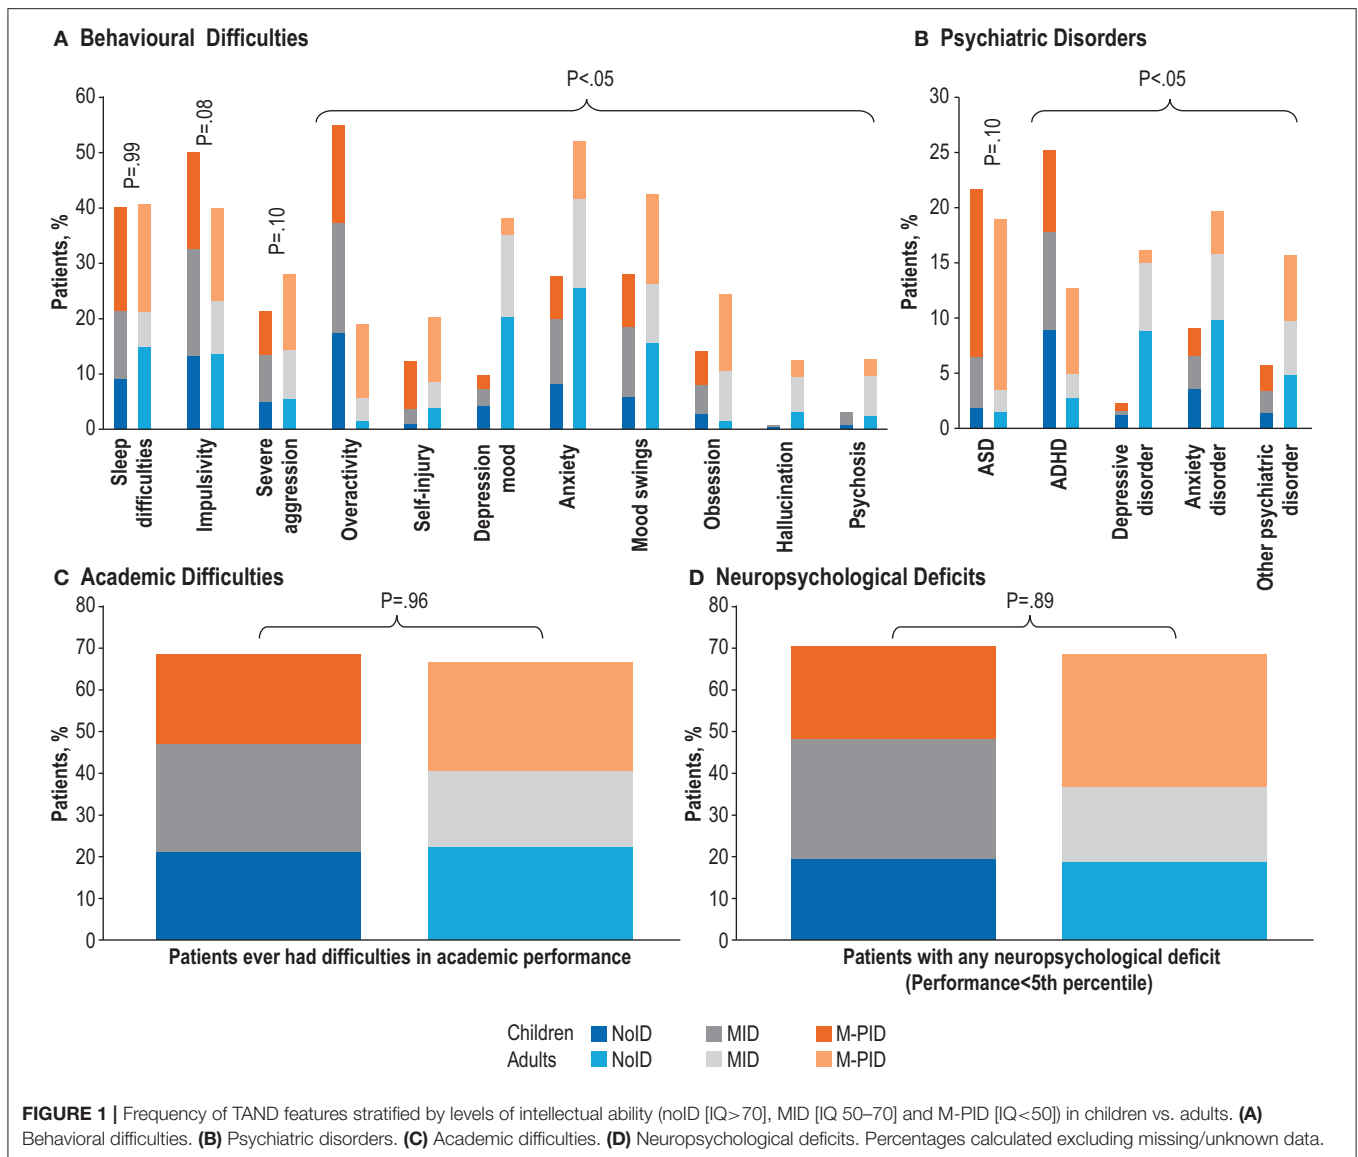 A Behavioural Difficulties
P<.05
P=.99
P=.08
P=.10
Patients, %
60
50
40
30
20
10
0
Sleep difficulties
Impulsivity
Severe aggression
Overactivity
Self-injury
Depression mood
Anxiety
Mood swings
Obsession
Hallucination
Psychosis
B Psychiatric Disorders
P<.05
P=.10
Patients, %
30
25
20
15
10
5
0
ASD
ADHD
Depressive disorder
Anxiety disorder
Other psychiatric disorder
C Academic Difficulties
P=.96
Patients, %
80
70
60
50
40
30
20
10
0
Patients ever had difficulties in academic performance
D Neuropsychological Deficits
P=.89
Patients, %
80
70
60
50
40
30
20
10
0
Patients with any neuropsychological deficit
(Performance<5th percentile)
Children NoID MID M-PID
Adults NoID MID M-PID
FIGURE 1 | Frequency of TAND features stratified by levels of intellectual ability (noID [IQ>70], MID [IQ 50–70] and M-PID [IQ<50]) in children vs. adults. (A)
Behavioral difficulties. (B) Psychiatric disorders. (C) Academic difficulties. (D) Neuropsychological deficits. Percentages calculated excluding missing/unknown data.